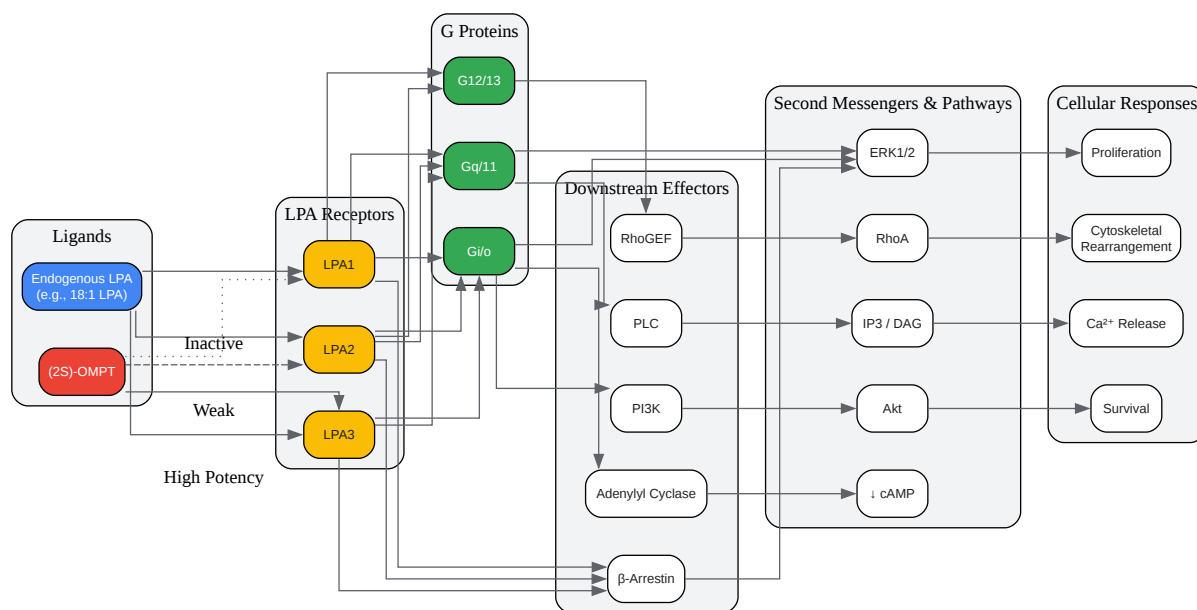 G Proteins
G12/13
Gq/11
Gi/o
Ligands
Endogenous LPA
(e.g., 18:1 LPA)
(2S)-OMPT
Inactive
Weak
High Potency
LPA Receptors
LPA1
LPA2
LPA3
Downstream Effectors
RhoGEF
PLC
PI3K
Adenylyl Cyclase
β-Arrestin
Second Messengers & Pathways
ERK1/2
RhoA
IP3 / DAG
Akt
↓ cAMP
Cellular Responses
Proliferation
Cytoskeletal
Rearrangement
Ca²⁺ Release
Survival